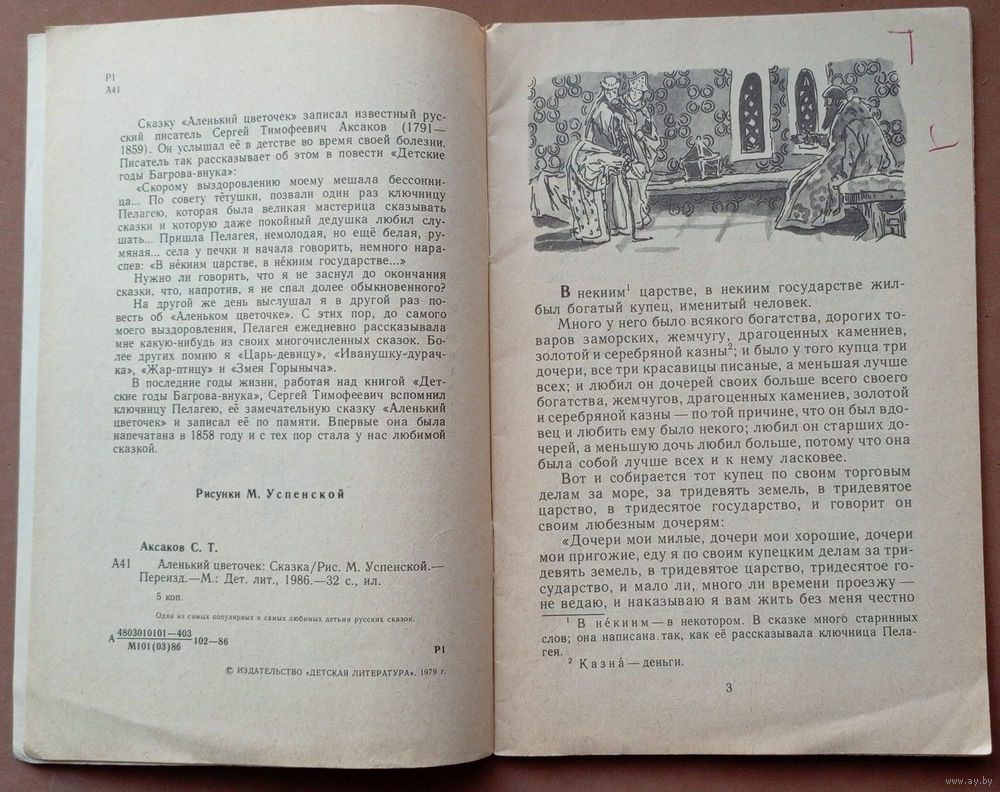 Р1
А41
Сказку «Аленький цветочек» записал известный рус-
ский писатель Сергей Тимофеевич Аксаков (1791—
1859). Он услышал её в детстве во время своей болезни.
Писатель так рассказывает об этом в повести «Детские
годы Багрова-внука»:
«Скорому выздоровлению моему мешала бессонни-
ца... По совету тётушки, позвали один раз ключницу
Пелагею, которая была великая мастерица сказывать
сказки и которую даже покойный дедушка любил слу-
шать... Пришла Пелагея, немолодая, но ещё белая, ру-
мяная... села у печки и начала говорить, немного нарас-
пев: «В не́киим царстве, в не́киим государстве...»
Нужно ли говорить, что я не заснул до окончания
сказки, что, напротив, я не спал долее обыкновенного?
На другой же день выслушал я в другой раз по-
весть об «Аленьком цветочке». С этих пор, до самого
моего выздоровления, Пелагея ежедневно рассказывала
мне какую-нибудь из своих многочисленных сказок. Бо-
лее других помню я «Царь-девицу», «Иванушку-дурач-
ка», «Жар-птицу» и «Змея Горыныча».
В последние годы жизни, работая над книгой «Дет-
ские годы Багрова-внука», Сергей Тимофеевич вспомнил
ключницу Пелагею, её замечательную сказку «Аленький
цветочек» и записал её по памяти. Впервые она была
напечатана в 1858 году и с тех пор стала у нас любимой
сказкой.
Рисунки М. Успенской
Аксаков С. Т.
А41 Аленький цветочек: Сказка/Рис. М. Успенской.—
Переизд.—М.: Дет. лит., 1986.—32 с., ил.
5 коп.
Одна из самых популярных и самых любимых детьми русских сказок.
А 4803010101—403 102—86
М101(03)86
Р1
© ИЗДАТЕЛЬСТВО «ДЕТСКАЯ ЛИТЕРАТУРА», 1979 г.
В некиим¹ царстве, в некиим государстве жил-
был богатый купец, именитый человек.
Много у него было всякого богатства, дорогих то-
варов заморских, жемчугу, драгоценных камениев,
золотой и серебряной казны²; и было у того купца три
дочери, все три красавицы писаные, а меньшая лучше
всех; и любил он дочерей своих больше всего своего
богатства, жемчугов, драгоценных камениев, золотой
и серебряной казны — по той причине, что он был вдо-
вец и любить ему было некого; любил он старших до-
черей, а меньшую дочь любил больше, потому что она
была собой лучше всех и к нему ласковее.
Вот и собирается тот купец по своим торговым
делам за море, за тридевять земель, в тридевятое
царство, в тридесятое государство, и говорит он
своим любезным дочерям:
«Дочери мои милые, дочери мои хорошие, дочери
мои пригожие, еду я по своим купецким делам за три-
девять земель, в тридевятое царство, тридесятое го-
сударство, и мало ли, много ли времени проезжу —
не ведаю, и наказываю я вам жить без меня честно
¹ В не́киим — в некотором. В сказке много старинных
слов; она написана так, как её рассказывала ключница Пела-
гея.
² Казна́ — деньги.
3
www.ay.by